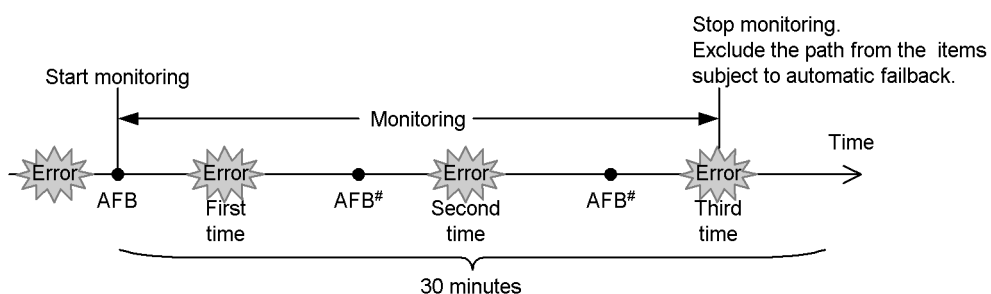 Stop monitoring.
Exclude the path from the items
subject to automatic failback.
Start monitoring
Monitoring
Time
Error
Error
Error
Error
AFB
First
time
AFB#
Second
time
AFB#
Third
time
30 minutes